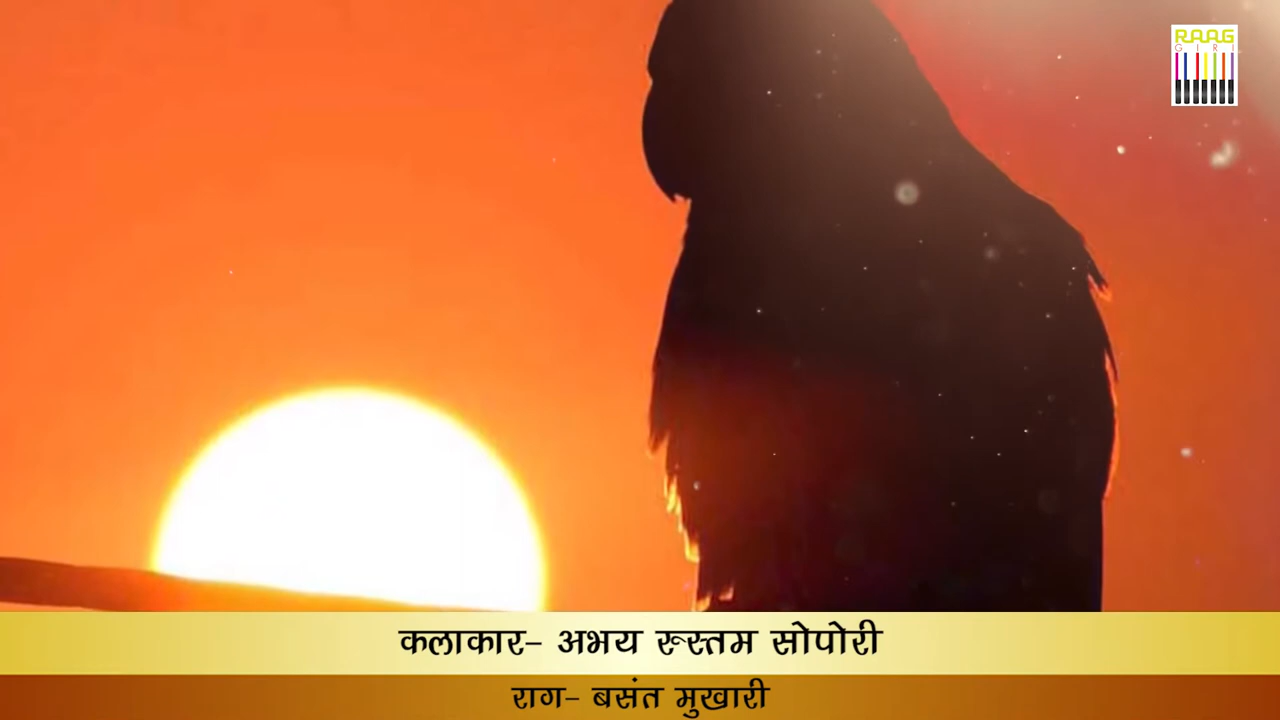 RAAG
GIRI
कलाकार- अभय रूस्तम सोपोरी
राग- बसंत मुखारी